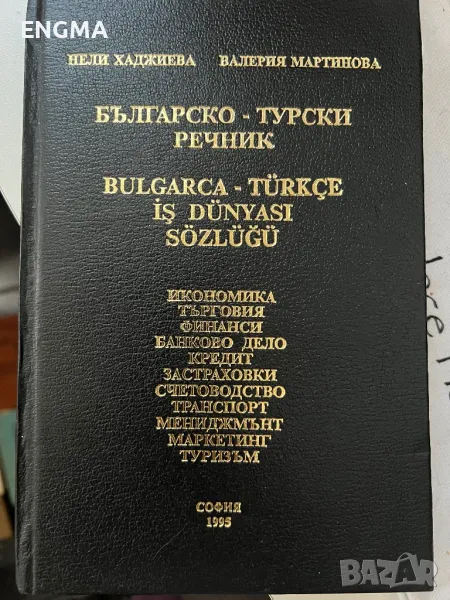 ENGMA
НЕЛИ ХАДЖИЕВА ВАЛЕРИЯ МАРТИНОВА
БЪЛГАРСКО - ТУРСКИ
РЕЧНИК
BULGARCA - TÜRKÇE
İŞ DÜNYASI
SÖZLÜĞÜ
ИКОНОМИКА
ТЪРГОВИЯ
ФИНАНСИ
БАНКОВО ДЕЛО
КРЕДИТ
ЗАСТРАХОВКИ
СЧЕТОВОДСТВО
ТРАНСПОРТ
МЕНИДЖМЪНТ
МАРКЕТИНГ
ТУРИЗЪМ
СОФИЯ
1995
BAZAR